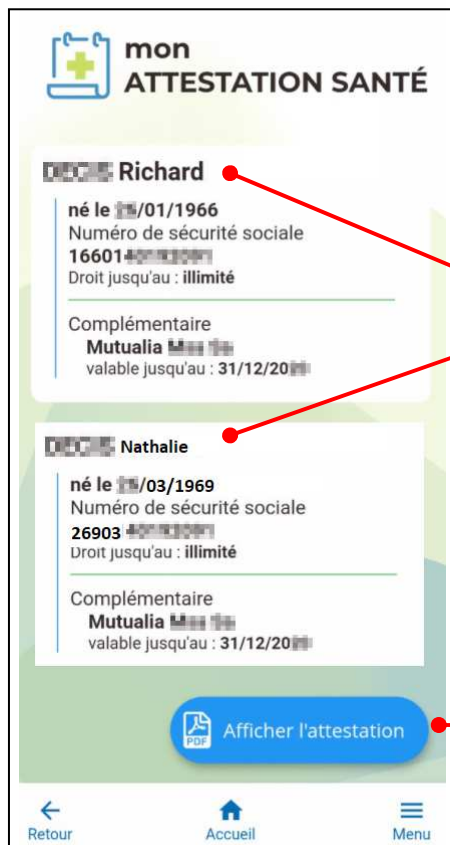 mon
ATTESTATION SANTÉ
Richard
né le /01/1966
Numéro de sécurité sociale
16601
Droit jusqu'au : illimité
Complémentaire
Mutualia
valable jusqu'au : 31/12/20
Nathalie
né le /03/1969
Numéro de sécurité sociale
26903
Droit jusqu'au : illimité
Complémentaire
Mutualia
valable jusqu'au : 31/12/20
PDF
Afficher l'attestation
Retour
Accueil
Menu